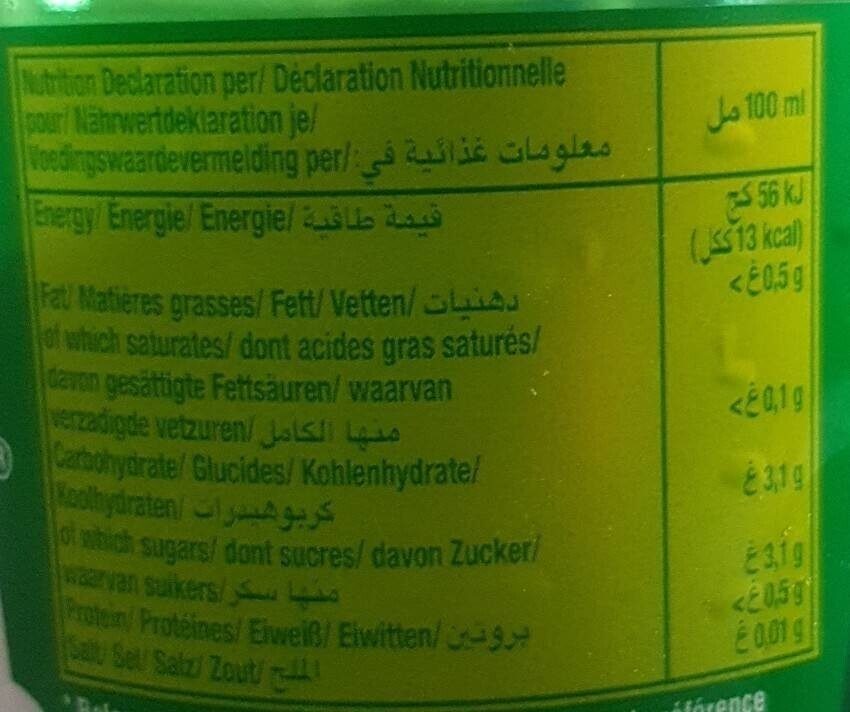 Nutrition Declaration per/ Déclaration Nutritionnelle
pour/ Nährwertdeklaration je/
Voedingswaardevermelding per/: معلومات غذائية في
100 ml مل
Energy/ Énergie/ Energie/ قيمة طاقية
56 kJ كج
(13 kcal ككل)
Fat/ Matières grasses/ Fett/ Vetten/ دهنيات
<0,5 g غ
of which saturates/ dont acides gras saturés/
davon gesättigte Fettsäuren/ waarvan
verzadigde vetzuren/ منها الكامل
<0,1 g غ
Carbohydrate/ Glucides/ Kohlenhydrate/
Koolhydraten/ كربوهيدرات
3,1 g غ
of which sugars/ dont sucres/ davon Zucker/
waarvan suikers/ منها سكر
3,1 g غ
Protein/ Protéines/ Eiweiß/ Eiwitten/ بروتين
<0,5 g غ
Salt/ Sel/ Salz/ Zout/ الملح
0,01 g غ